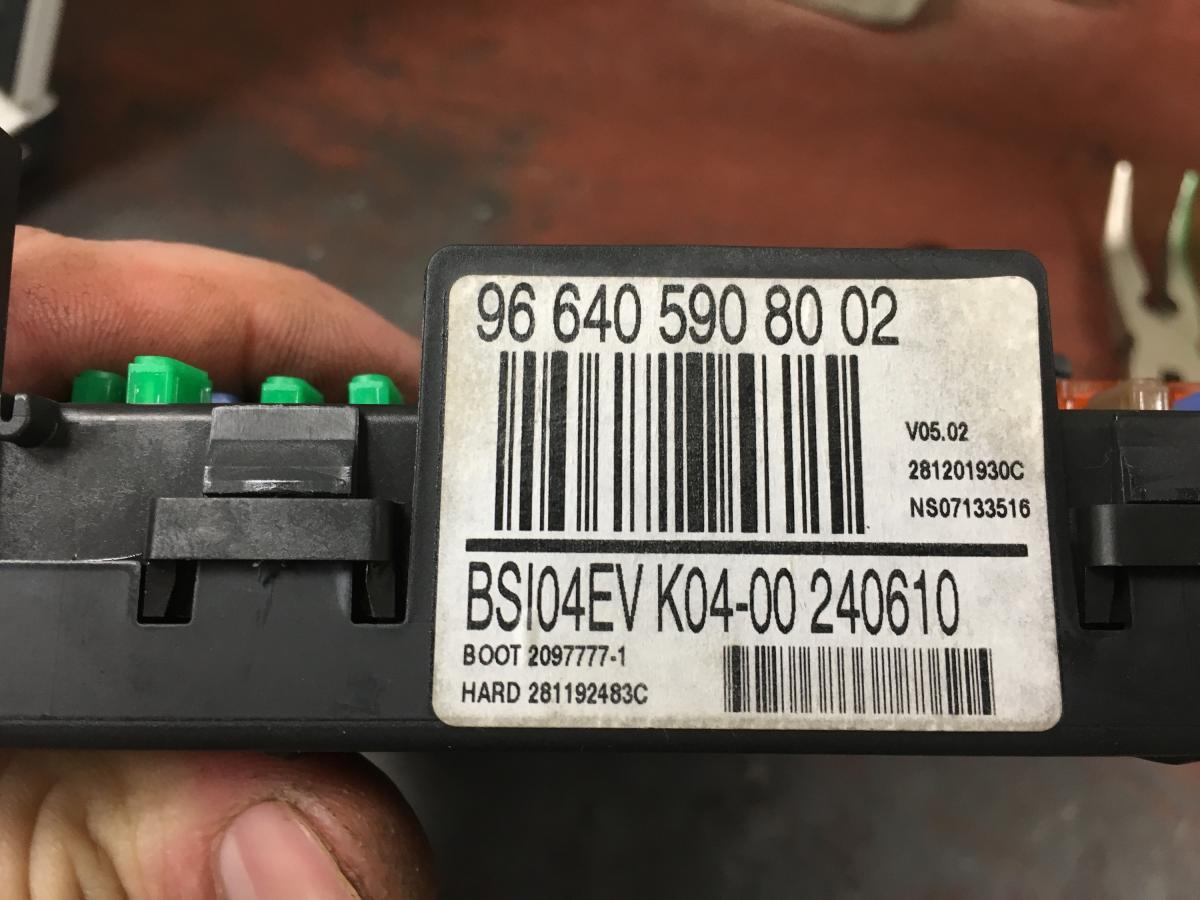 96 640 590 80 02
V05.02
281201930C
NS07133516
BSI04EV K04-00 240610
BOOT 2097777-1
HARD 281192483C